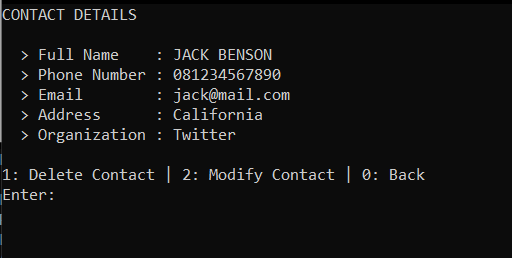 CONTACT DETAILS
> Full Name : JACK BENSON
> Phone Number : 081234567890
> Email : jack@mail.com
> Address : California
> Organization : Twitter
1: Delete Contact | 2: Modify Contact | 0: Back
Enter: